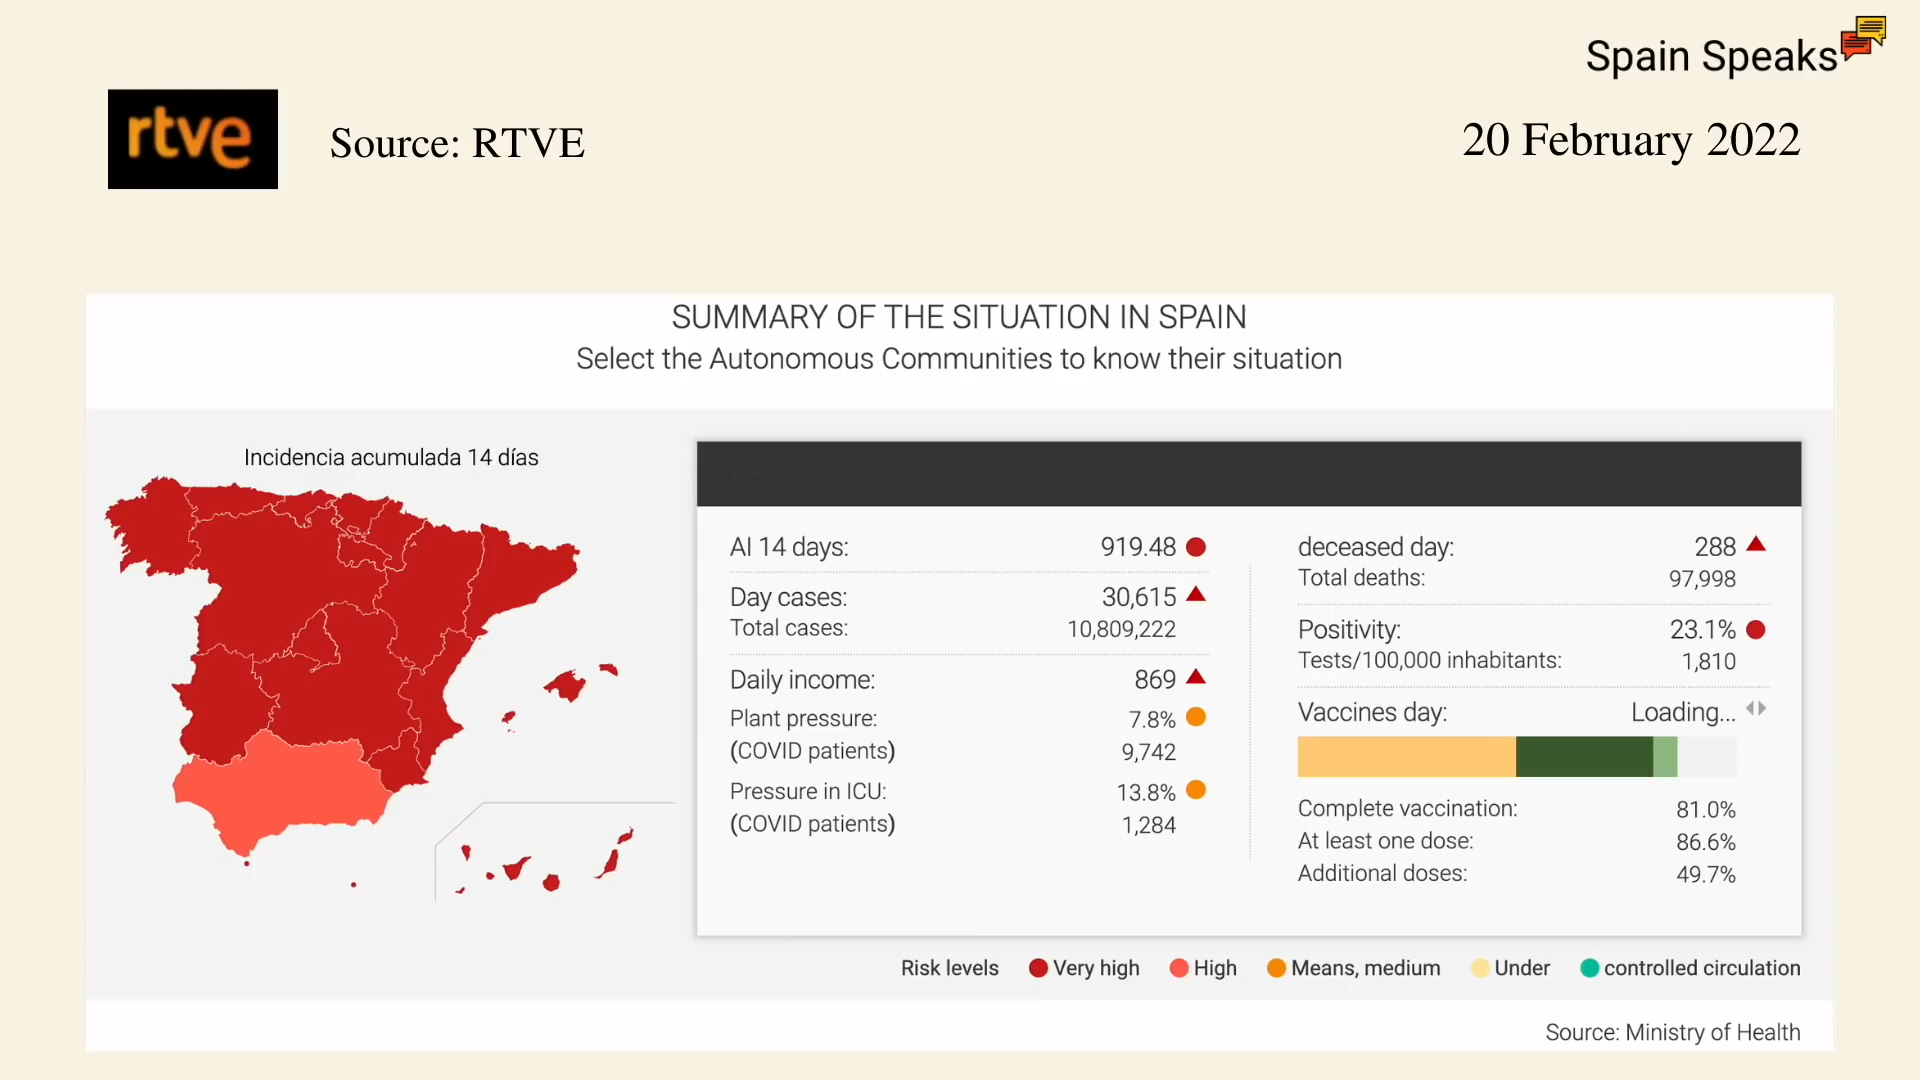 Spain Speaks
rtve
Source: RTVE
20 February 2022
SUMMARY OF THE SITUATION IN SPAIN
Select the Autonomous Communities to know their situation
Incidencia acumulada 14 días
AI 14 days: 919.48
Day cases: 30,615
Total cases: 10,809,222
Daily income: 869
Plant pressure: 7.8%
(COVID patients) 9,742
Pressure in ICU: 13.8%
(COVID patients) 1,284
deceased day: 288
Total deaths: 97,998
Positivity: 23.1%
Tests/100,000 inhabitants: 1,810
Vaccines day: Loading...
Complete vaccination: 81.0%
At least one dose: 86.6%
Additional doses: 49.7%
Risk levels Very high High Means, medium Under controlled circulation
Source: Ministry of Health